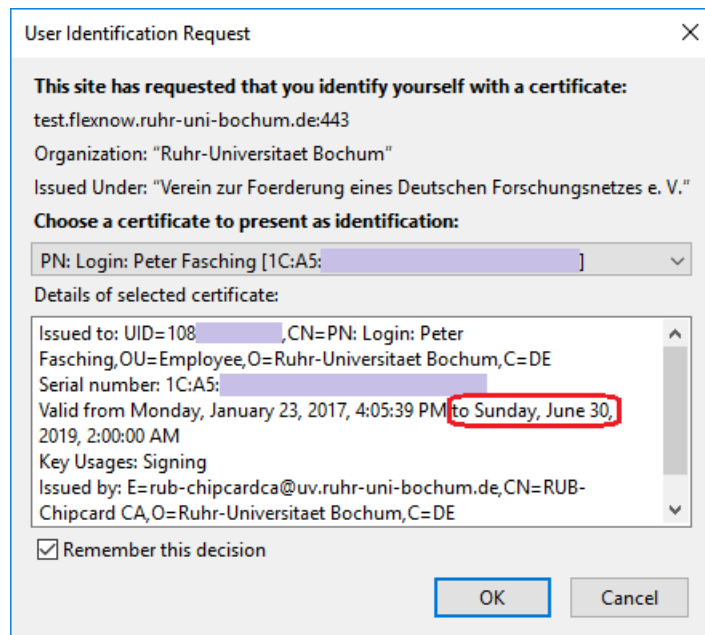 User Identification Request
This site has requested that you identify yourself with a certificate:
test.flexnow.ruhr-uni-bochum.de:443
Organization: “Ruhr-Universitaet Bochum”
Issued Under: “Verein zur Foerderung eines Deutschen Forschungsnetzes e. V.”
Choose a certificate to present as identification:
PN: Login: Peter Fasching [1C:A5: ]
Details of selected certificate:
Issued to: UID=108 ,CN=PN: Login: Peter
Fasching,OU=Employee,O=Ruhr-Universitaet Bochum,C=DE
Serial number: 1C:A5:
Valid from Monday, January 23, 2017, 4:05:39 PM to Sunday, June 30,
2019, 2:00:00 AM
Key Usages: Signing
Issued by: E=rub-chipcardca@uv.ruhr-uni-bochum.de,CN=RUB-
Chipcard CA,O=Ruhr-Universitaet Bochum,C=DE
Remember this decision
OK Cancel